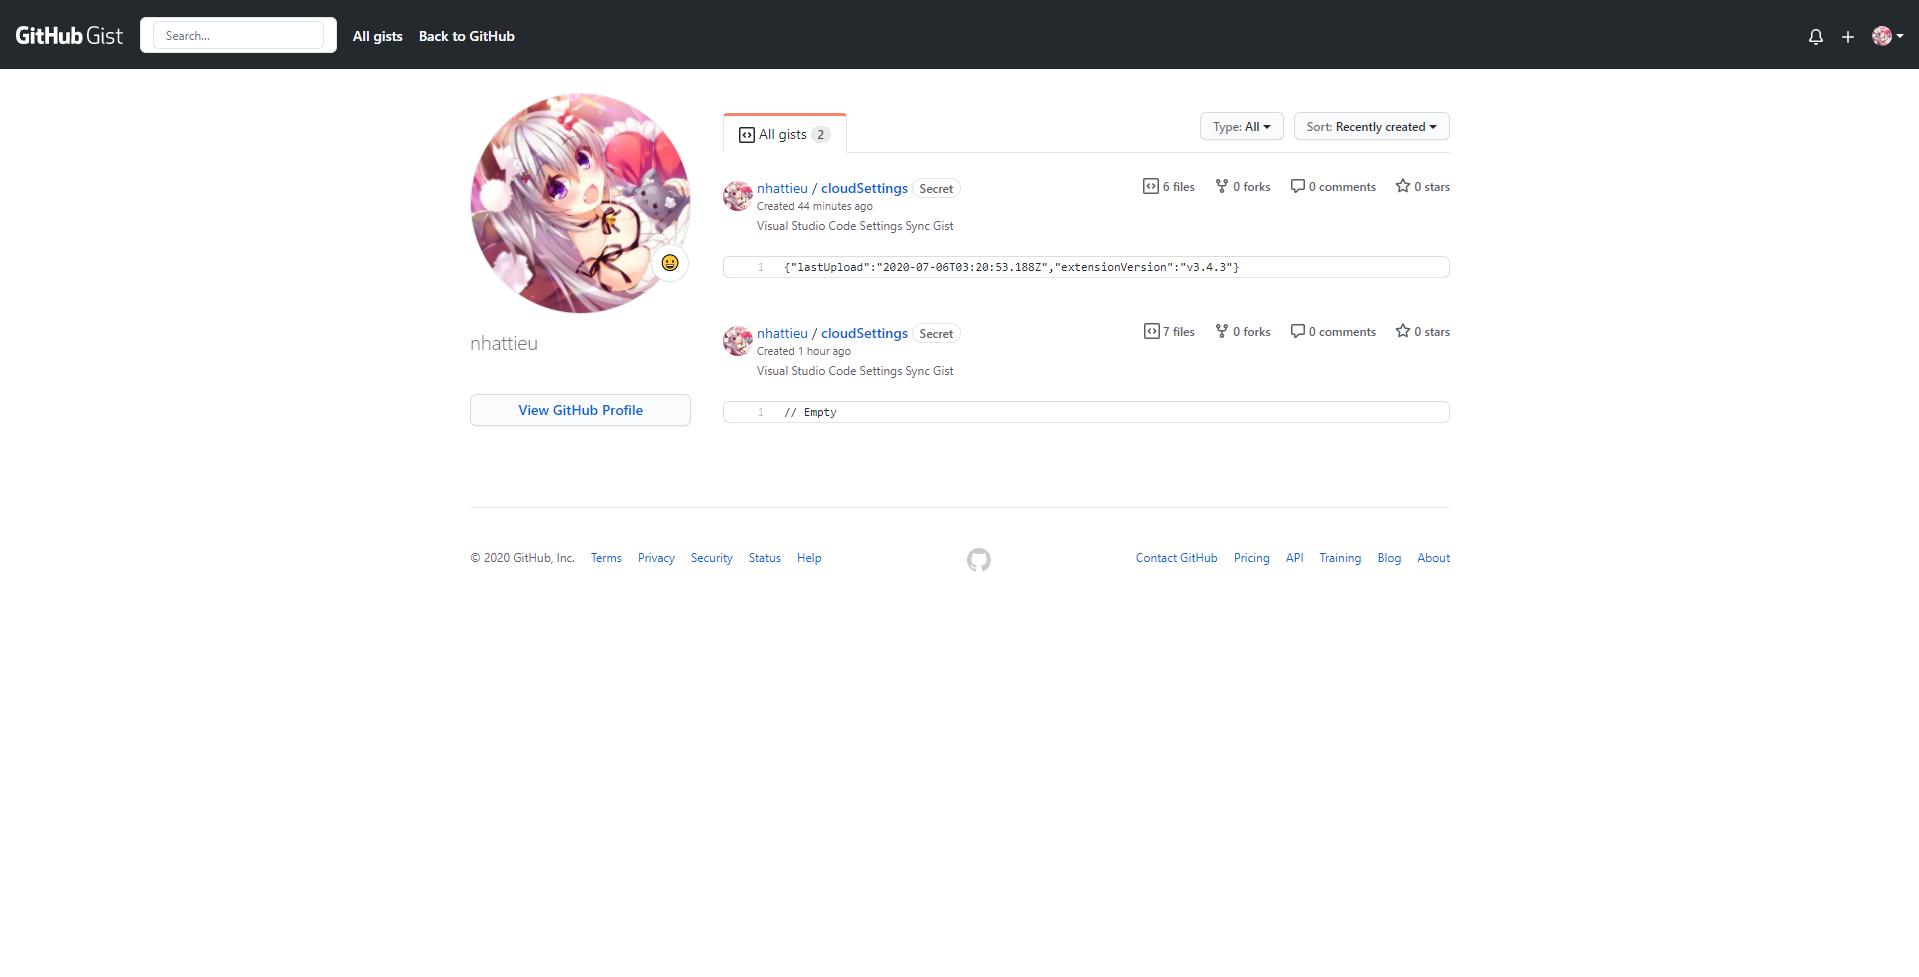 GitHub Gist Search... All gists Back to GitHub
All gists 2 Type: All Sort: Recently created
nhattieu / cloudSettings Secret 6 files 0 forks 0 comments 0 stars
Created 44 minutes ago
Visual Studio Code Settings Sync Gist
1 {"lastUpload":"2020-07-06T03:20:53.188Z","extensionVersion":"v3.4.3"}
nhattieu / cloudSettings Secret 7 files 0 forks 0 comments 0 stars
Created 1 hour ago
Visual Studio Code Settings Sync Gist
1 // Empty
nhattieu
View GitHub Profile
© 2020 GitHub, Inc. Terms Privacy Security Status Help Contact GitHub Pricing API Training Blog About